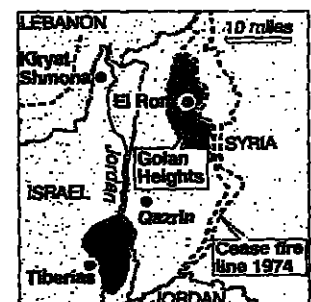 LEBANON
10 miles
Kiryat
Shmona
El Rom
SYRIA
Jordan
Golan
Heights
ISRAEL
Qazrin
Cease fire
line 1974
Tiberias
JORDAN